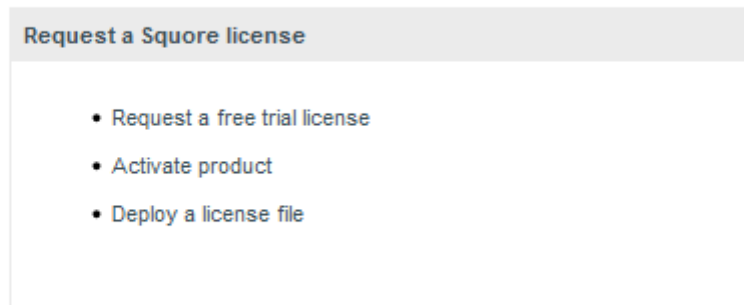 Request a Squore license
• Request a free trial license
• Activate product
• Deploy a license file